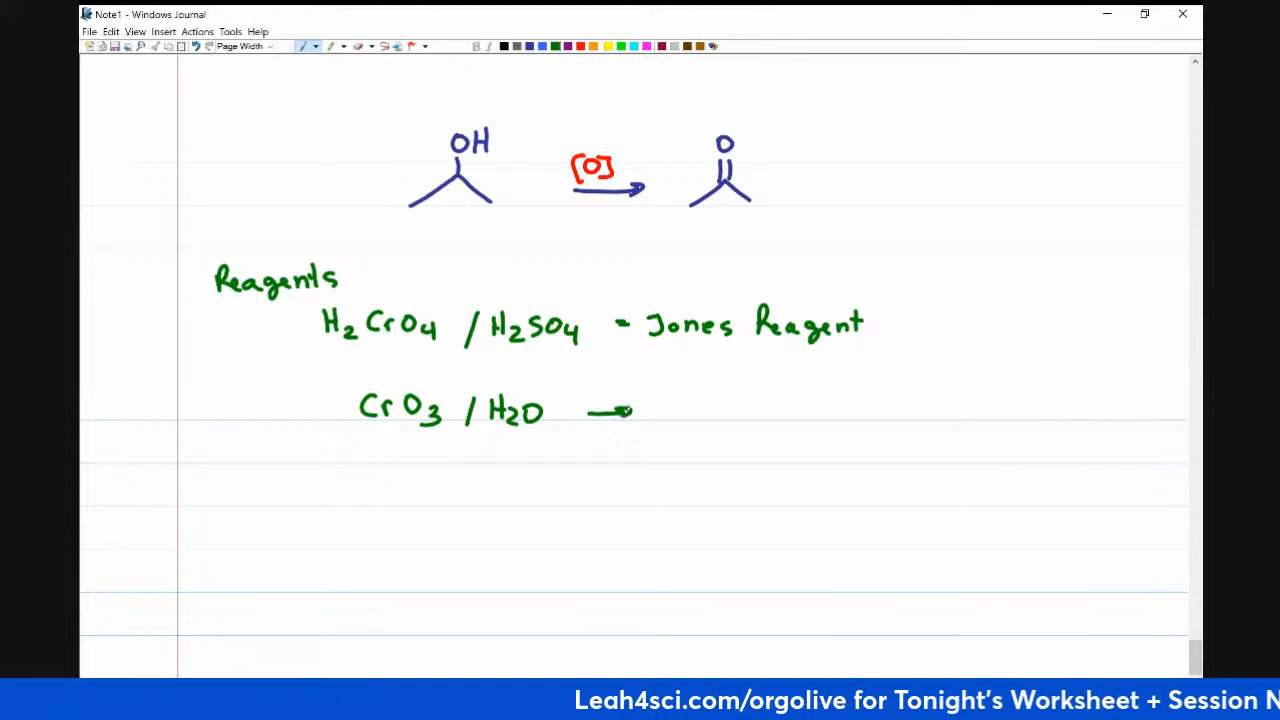 Note1 - Windows Journal
File Edit View Insert Actions Tools Help
Page Width
B I
OH
[O]
O
Reagents
H2CrO4 / H2SO4 - Jones Reagent
CrO3 / H2O →
Leah4sci.com/orgolive for Tonight's Worksheet + Session N